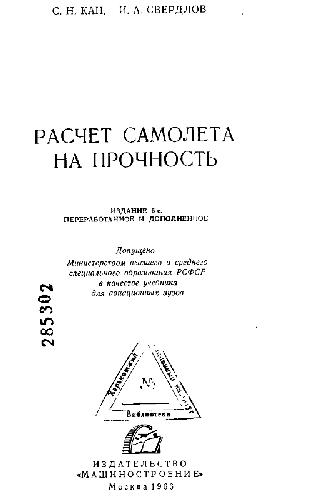 С. Н. КАН, И. А. СВЕРДЛОВ
РАСЧЕТ САМОЛЕТА
НА ПРОЧНОСТЬ
ИЗДАНИЕ 5-е,
ПЕРЕРАБОТАННОЕ И ДОПОЛНЕННОЕ
Допущено
Министерством высшего и среднего
специального образования РСФСР
в качестве учебника
для авиационных вузов
285302
Харьковский
№
Библиотека
ИЗДАТЕЛЬСТВО
«МАШИНОСТРОЕНИЕ»
Москва 1966